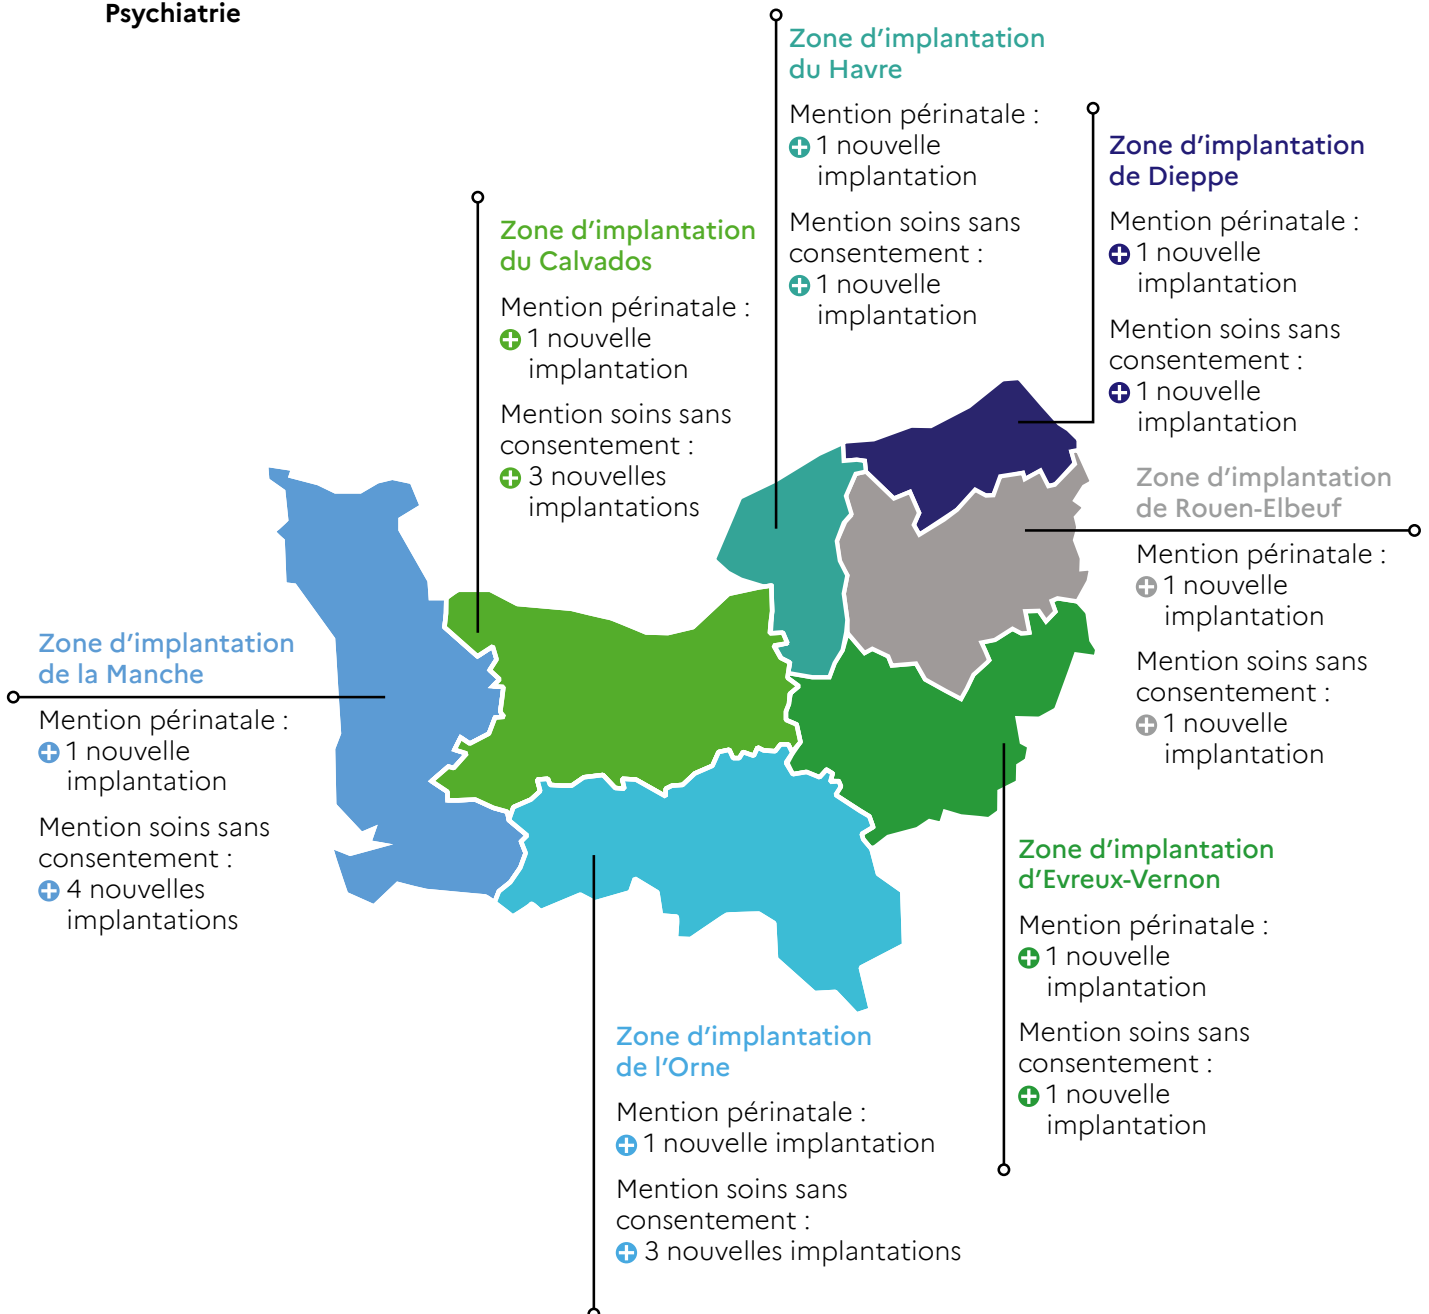 Psychiatrie
Zone d'implantation
du Havre
Mention périnatale :
1 nouvelle
implantation
Mention soins sans
consentement :
1 nouvelle
implantation
Zone d'implantation
de Dieppe
Mention périnatale :
1 nouvelle
implantation
Mention soins sans
consentement :
1 nouvelle
implantation
Zone d'implantation
du Calvados
Mention périnatale :
1 nouvelle
implantation
Mention soins sans
consentement :
3 nouvelles
implantations
Zone d'implantation
de Rouen-Elbeuf
Mention périnatale :
1 nouvelle
implantation
Mention soins sans
consentement :
1 nouvelle
implantation
Zone d'implantation
de la Manche
Mention périnatale :
1 nouvelle
implantation
Mention soins sans
consentement :
4 nouvelles
implantations
Zone d'implantation
d'Evreux-Vernon
Mention périnatale :
1 nouvelle
implantation
Mention soins sans
consentement :
1 nouvelle
implantation
Zone d'implantation
de l'Orne
Mention périnatale :
1 nouvelle implantation
Mention soins sans
consentement :
3 nouvelles implantations